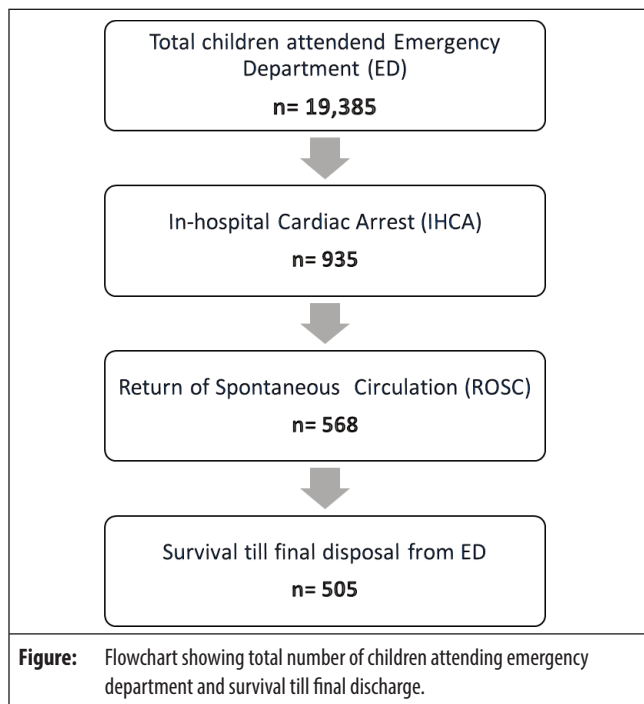 Total children attendend Emergency
Department (ED)
n= 19,385
In-hospital Cardiac Arrest (IHCA)
n= 935
Return of Spontaneous Circulation (ROSC)
n= 568
Survival till final disposal from ED
n= 505
Figure: Flowchart showing total number of children attending emergency
department and survival till final discharge.